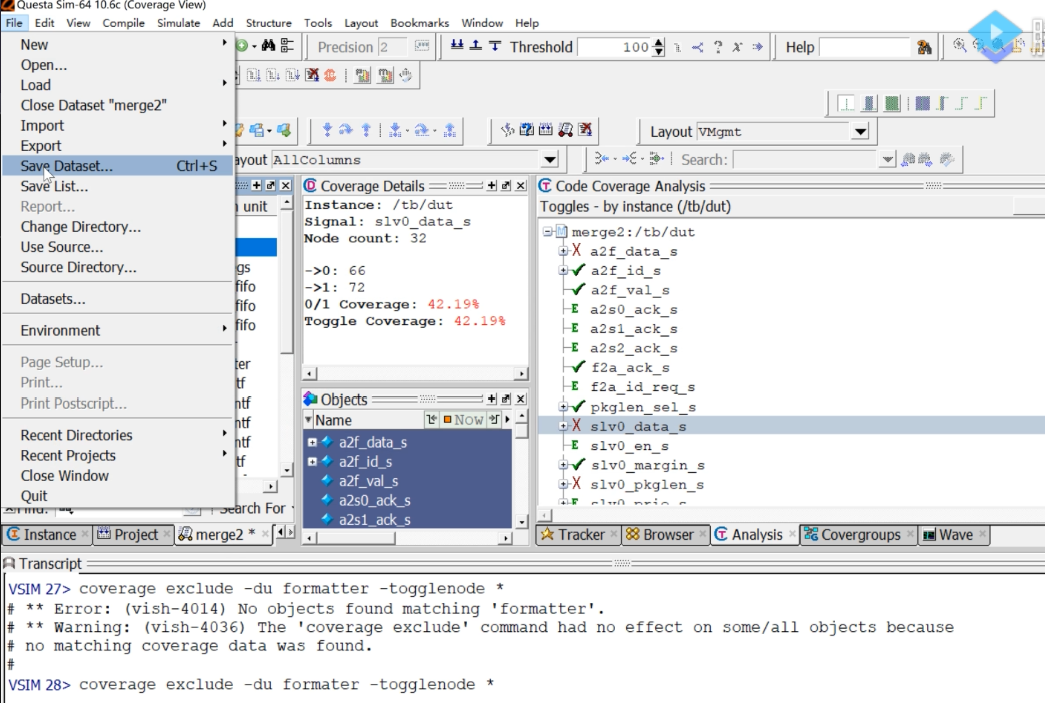 Questa Sim-64 10.6c (Coverage View)
File Edit View Compile Simulate Add Structure Tools Layout Bookmarks Window Help
Precision 2
Threshold 100
Help
New
Open...
Load
Close Dataset "merge2"
Import
Export
Save Dataset... Ctrl+S
Save List...
Report...
Change Directory...
Use Source...
Source Directory...
Datasets...
Environment
Page Setup...
Print...
Print Postscript...
Recent Directories
Recent Projects
Close Window
Quit
Layout VMgmt
yout AllColumns
Search:
unit
gs
fifo
fifo
fifo
ter
tf
ntf
ntf
ntf
tf
Search For
Coverage Details
Instance: /tb/dut
Signal: slv0_data_s
Node count: 32
->0: 66
->1: 72
0/1 Coverage: 42.19%
Toggle Coverage: 42.19%
Objects
Name Now
a2f_data_s
a2f_id_s
a2f_val_s
a2s0_ack_s
a2s1_ack_s
Code Coverage Analysis
Toggles - by instance (/tb/dut)
merge2:/tb/dut
X a2f_data_s
a2f_id_s
a2f_val_s
E a2s0_ack_s
E a2s1_ack_s
E a2s2_ack_s
f2a_ack_s
E f2a_id_req_s
pkglen_sel_s
X slv0_data_s
E slv0_en_s
slv0_margin_s
X slv0_pkglen_s
E slv0_prio_s
Instance Project merge2 *
Tracker Browser Analysis Covergroups Wave
Transcript
VSIM 27> coverage exclude -du formatter -togglenode *
# ** Error: (vish-4014) No objects found matching 'formatter'.
# ** Warning: (vish-4036) The 'coverage exclude' command had no effect on some/all objects because
# no matching coverage data was found.
#
VSIM 28> coverage exclude -du formater -togglenode *